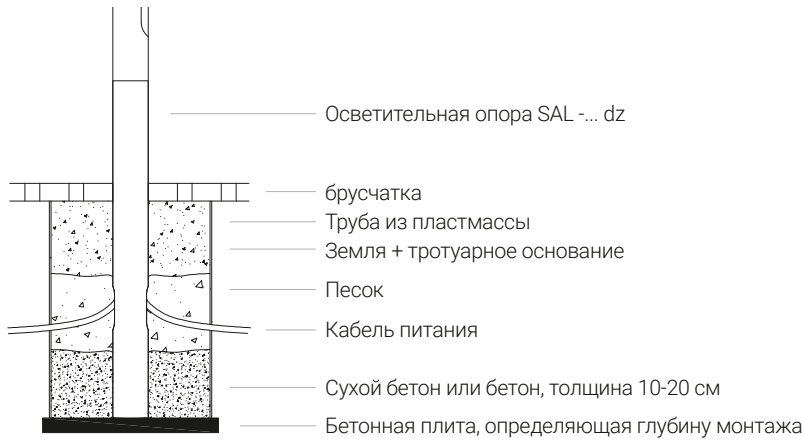 Осветительная опора SAL -... dz
брусчатка
Труба из пластмассы
Земля + тротуарное основание
Песок
Кабель питания
Сухой бетон или бетон, толщина 10-20 см
Бетонная плита, определяющая глубину монтажа